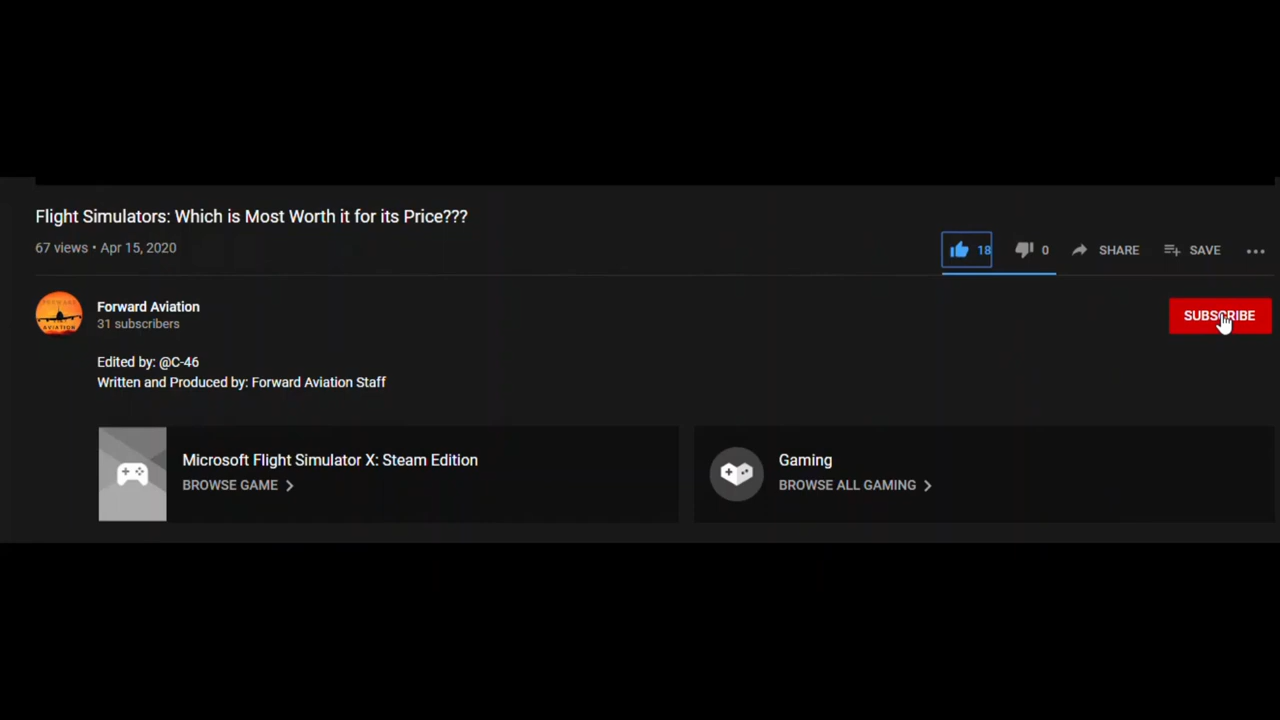 Flight Simulators: Which is Most Worth it for its Price???
67 views • Apr 15, 2020
18 0 SHARE SAVE
Forward Aviation
31 subscribers
SUBSCRIBE
Edited by: @C-46
Written and Produced by: Forward Aviation Staff
Microsoft Flight Simulator X: Steam Edition
BROWSE GAME
Gaming
BROWSE ALL GAMING
FORWARD
AVIATION